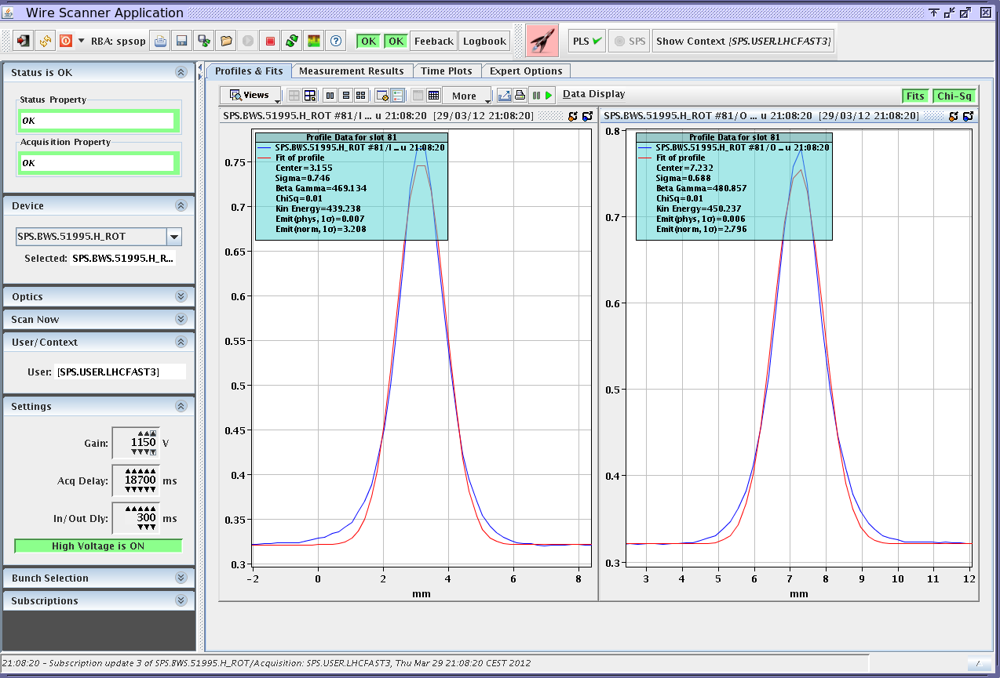 Wire Scanner Application
RBA: spsop
OK OK Feeback Logbook
PLS SPS Show Context [SPS.USER.LHCFAST3]
Status is OK
Status Property
OK
Acquisition Property
OK
Device
SPS.BWS.51995.H_ROT
Selected: SPS.BWS.51995.H_R...
Optics
Scan Now
User/Context
User: [SPS.USER.LHCFAST3]
Settings
Gain: 1150 V
Acq Delay: 18700 ms
In/Out Dly: 300 ms
High Voltage is ON
Bunch Selection
Subscriptions
Profiles & Fits Measurement Results Time Plots Expert Options
Views More Data Display Fits Chi-Sq
SPS.BWS.51995.H_ROT #81/I ... u 21:08:20 [29/03/12 21:08:20]
Profile Data for slot 81
SPS.BWS.51995.H_ROT #81/I ... u 21:08:20
Fit of profile
Center=3.155
Sigma=0.746
Beta Gamma=469.134
ChiSq=0.01
Kin Energy=439.238
Emit(phys, 1σ)=0.007
Emit(norm, 1σ)=3.208
0.75
0.7
0.65
0.6
0.55
0.5
0.45
0.4
0.35
0.3
-2 0 2 4 6 8
mm
SPS.BWS.51995.H_ROT #81/O ... u 21:08:20 [29/03/12 21:08:20]
Profile Data for slot 81
SPS.BWS.51995.H_ROT #81/O ... u 21:08:20
Fit of profile
Center=7.232
Sigma=0.688
Beta Gamma=480.857
ChiSq=0.01
Kin Energy=450.237
Emit(phys, 1σ)=0.006
Emit(norm, 1σ)=2.796
0.8
0.7
0.6
0.5
0.4
0.3
3 4 5 6 7 8 9 10 11 12
mm
21:08:20 - Subscription update 3 of SPS.BWS.51995.H_ROT/Acquisition: SPS.USER.LHCFAST3, Thu Mar 29 21:08:20 CEST 2012